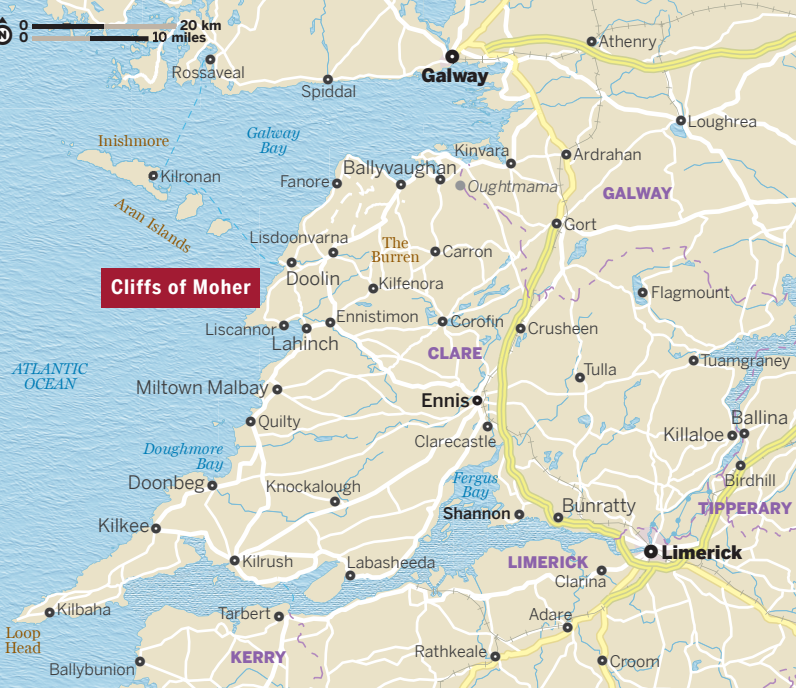 0
20 km
N
0
10 miles
Athenry
Galway
Rossaveal
Spiddal
Loughrea
Galway
Bay
Inishmore
Kinvara
Ardrahan
Ballyvaughan
Kilronan
Fanore
Oughtmama
GALWAY
Aran Islands
Gort
Lisdoonvarna
The
Burren
Carron
Doolin
Cliffs of Moher
Kilfenora
Flagmount
Ennistimon
Corofin
Liscannor
Crusheen
Lahinch
CLARE
Tuamgraney
ATLANTIC
OCEAN
Tulla
Miltown Malbay
Ennis
Quilty
Ballina
Killaloe
Clarecastle
Doughmore
Bay
Birdhill
Doonbeg
Knockalough
Fergus
Bay
Bunratty
TIPPERARY
Shannon
Kilkee
Limerick
Kilrush
Labasheeda
LIMERICK
Clarina
Kilbaha
Tarbert
Adare
Loop
Head
KERRY
Rathkeale
Croom
Ballybunion